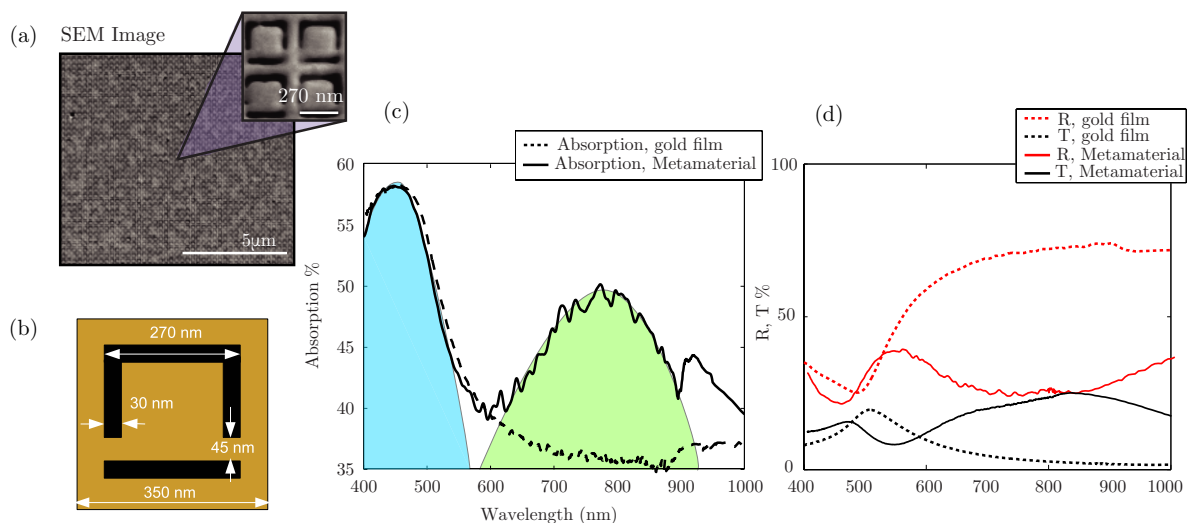 (a)
SEM Image
270 nm
5μm
(b)
270 nm
30 nm
45 nm
350 nm
(c)
Absorption, gold film
Absorption, Metamaterial
60
55
50
45
40
35
Absorption %
400
500
600
700
800
900
1000
Wavelength (nm)
(d)
R, gold film
T, gold film
R, Metamaterial
T, Metamaterial
100
50
0
R, T %
400
500
600
700
800
900
1000